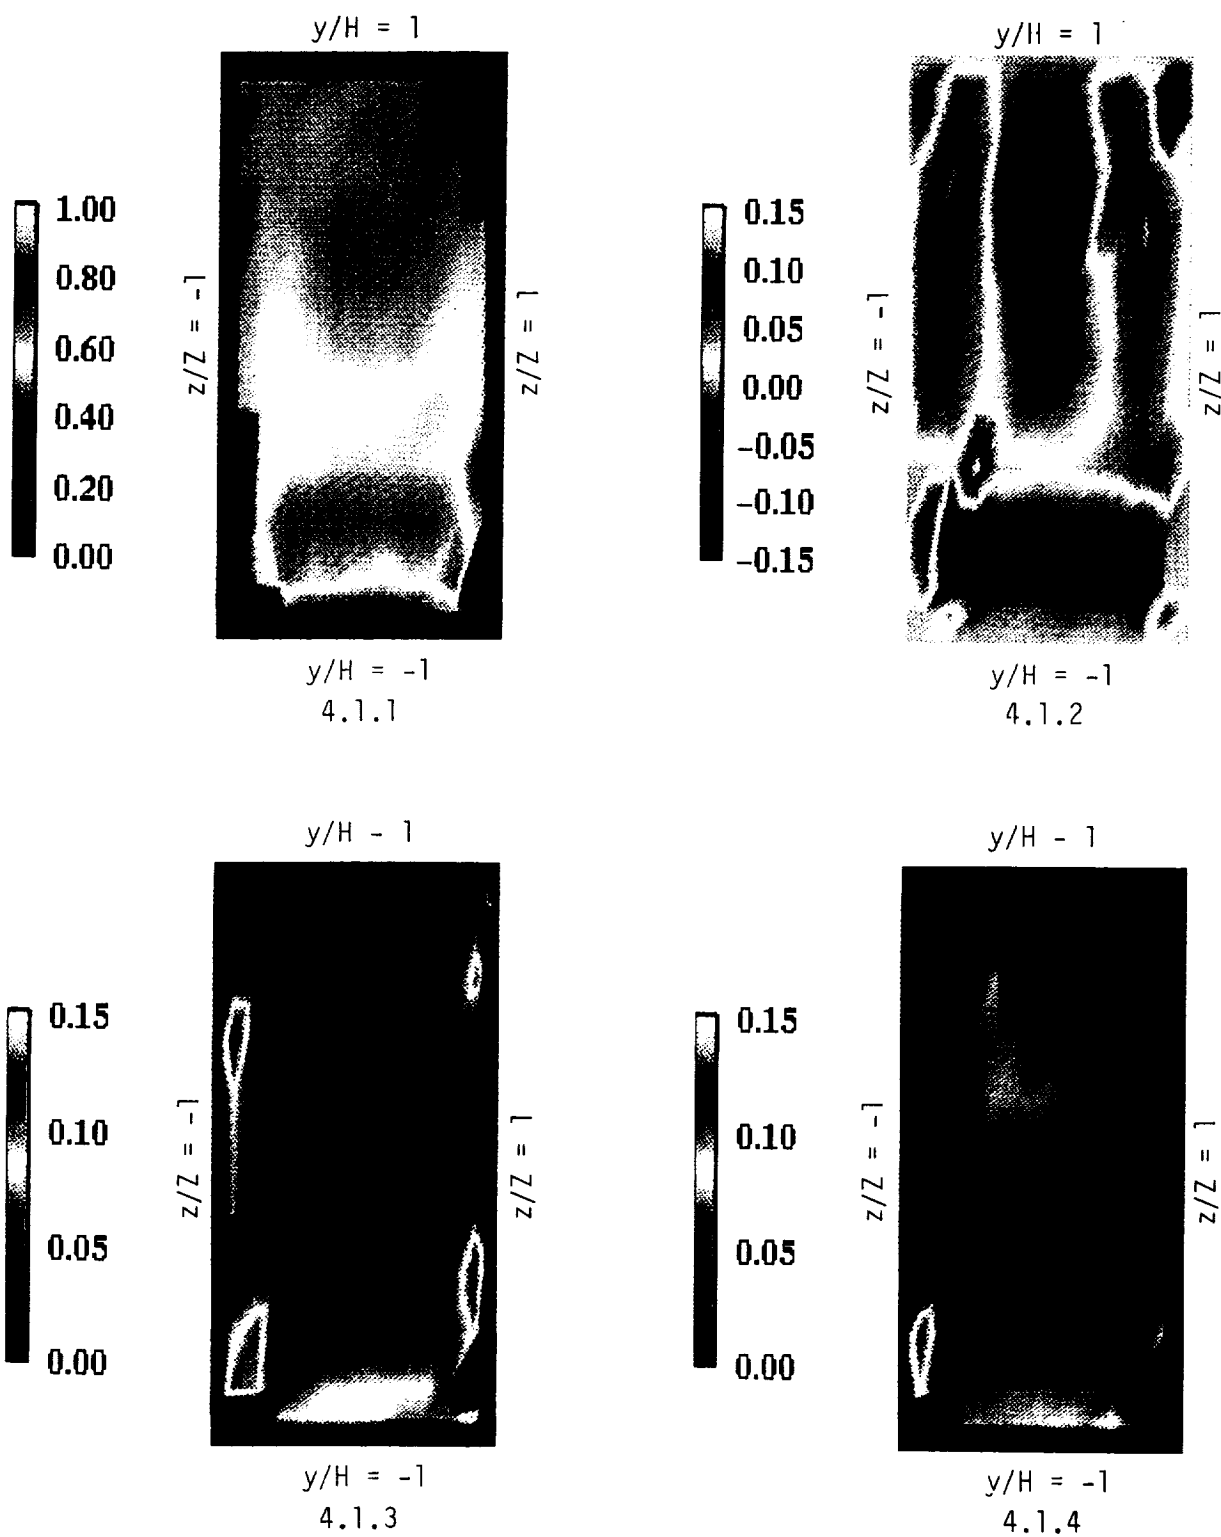 y/H = 1
1.00
0.80
0.60
0.40
0.20
0.00
z/Z = -1
z/Z = 1
y/H = -1
4.1.1
y/H = 1
0.15
0.10
0.05
0.00
-0.05
-0.10
-0.15
z/Z = -1
z/Z = 1
y/H = -1
4.1.2
y/H - 1
0.15
0.10
0.05
0.00
z/Z = -1
z/Z = 1
y/H = -1
4.1.3
y/H - 1
0.15
0.10
0.05
0.00
z/Z = -1
z/Z = 1
y/H = -1
4.1.4